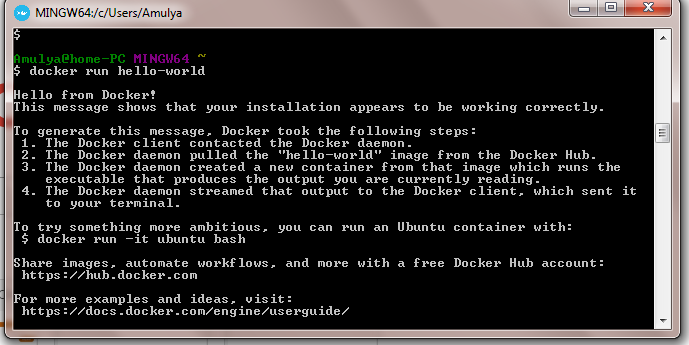 MINGW64:/c/Users/Amulya
$
Amulya@home-PC MINGW64 ~
$ docker run hello-world
Hello from Docker!
This message shows that your installation appears to be working correctly.
To generate this message, Docker took the following steps:
1. The Docker client contacted the Docker daemon.
2. The Docker daemon pulled the "hello-world" image from the Docker Hub.
3. The Docker daemon created a new container from that image which runs the
executable that produces the output you are currently reading.
4. The Docker daemon streamed that output to the Docker client, which sent it
to your terminal.
To try something more ambitious, you can run an Ubuntu container with:
$ docker run -it ubuntu bash
Share images, automate workflows, and more with a free Docker Hub account:
https://hub.docker.com
For more examples and ideas, visit:
https://docs.docker.com/engine/userguide/